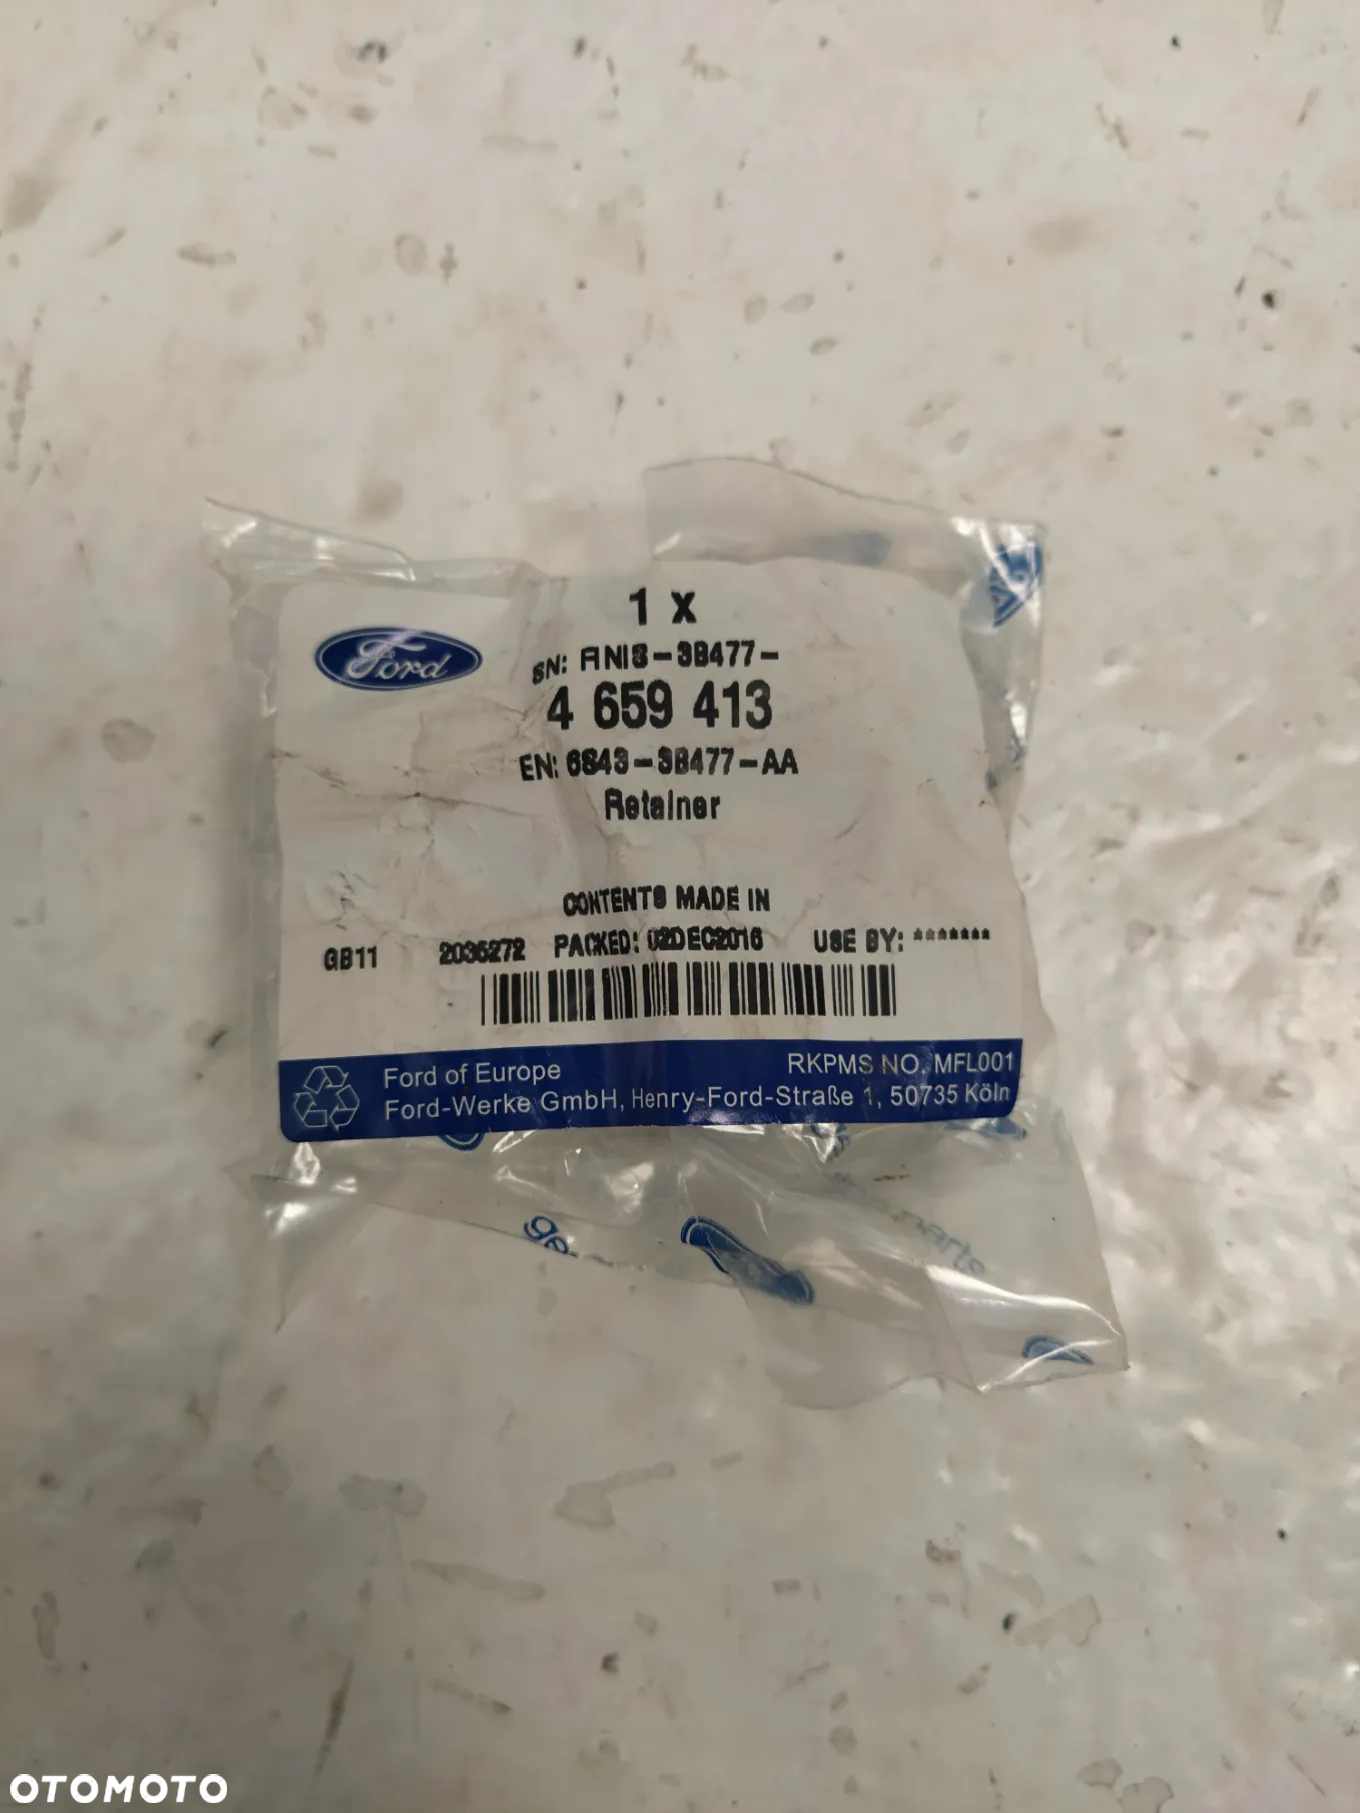 1 x
Ford
SN: FINIS-3B477-
4 659 413
EN: 6S43-3B477-AA
Retainer
CONTENTS MADE IN
GB11 2035272 PACKED: 02DEC2016 USE BY: *******
Ford of Europe RKPMS NO. MFL001
Ford-Werke GmbH, Henry-Ford-Straße 1, 50735 Köln
OTOMOTO